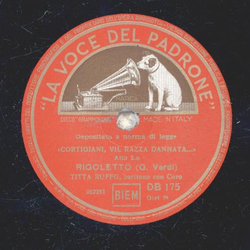 "LA VOCE DEL PADRONE"
MADE IN ITALY
Depositato a norma di legge
«CORTIGIANI, VIL RAZZA DANNATA...»
Atto
RIGOLETTO (G. Verdi)
TITTA RUFFO, baritono con Coro
BIEM
DB 175